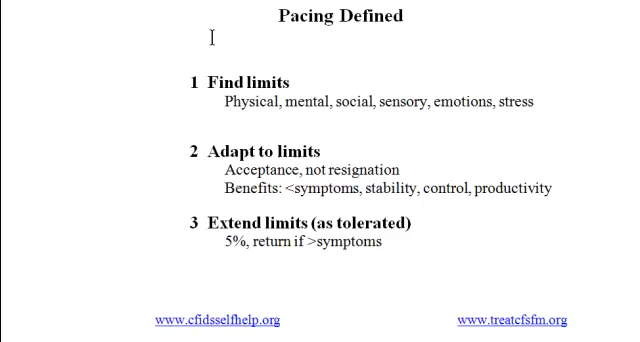 Pacing Defined
1 Find limits
Physical, mental, social, sensory, emotions, stress
2 Adapt to limits
Acceptance, not resignation
Benefits: <symptoms, stability, control, productivity
3 Extend limits (as tolerated)
5%, return if >symptoms
www.cfidsselfhelp.org www.treatcfsfm.org